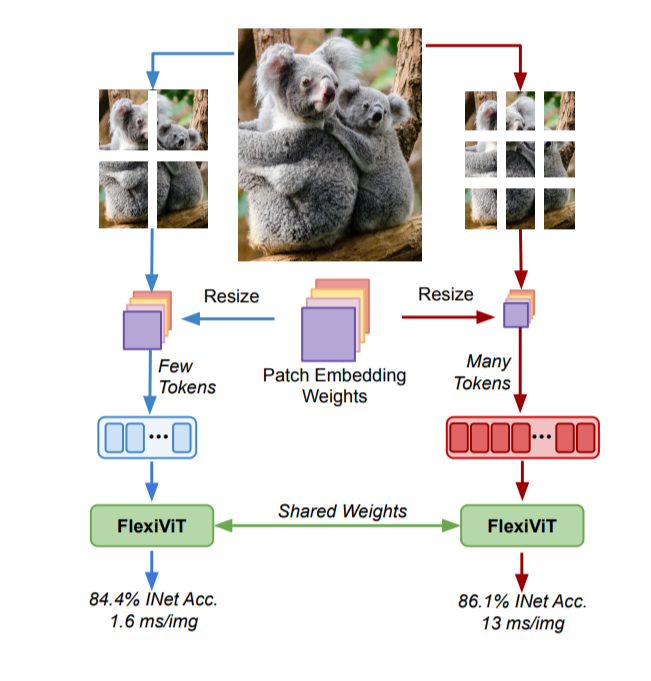 Resize
Resize
Few
Tokens
Patch Embedding
Weights
Many
Tokens
•••
•••
FlexiViT
Shared Weights
FlexiViT
84.4% INet Acc.
1.6 ms/img
86.1% INet Acc.
13 ms/img